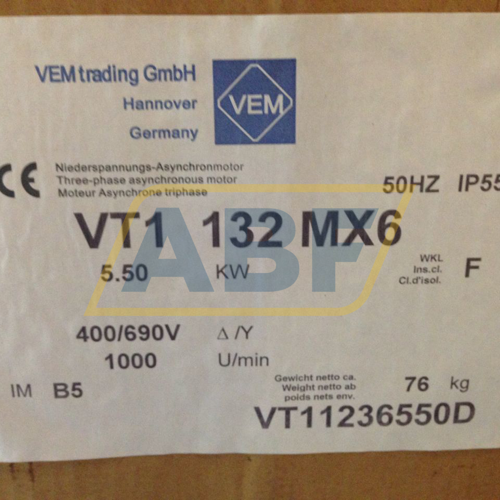 VEM trading GmbH
Hannover
Germany
VEM
CE
Niederspannungs-Asynchronmotor
Three-phase asynchronous motor
Moteur Asynchrone triphase
50HZ IP55
VT1 132 MX6
ABF
5.50 KW
WKL
Ins.cl.
Cl.d'isol.
F
400/690V Δ /Y
1000 U/min
IM B5
Gewicht netto ca.
Weight netto ab
poids nets env.
76 kg
VT11236550D